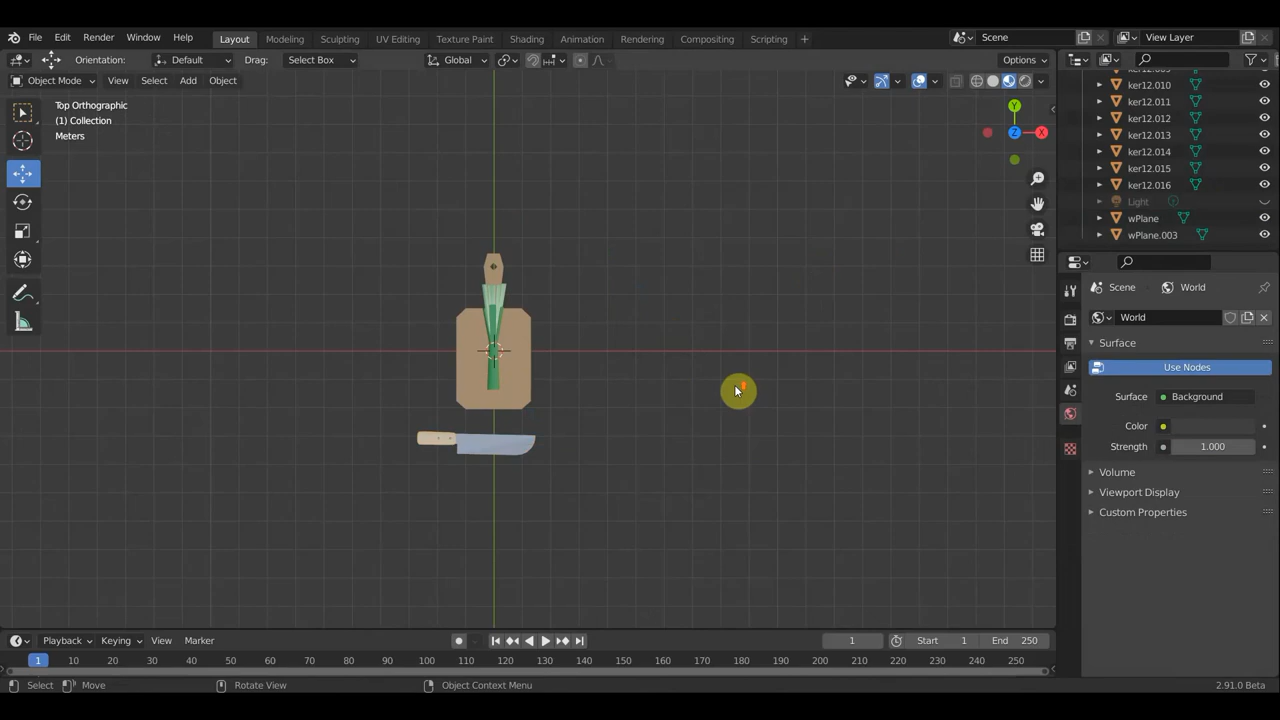 File Edit Render Window Help Layout Modeling Sculpting UV Editing Texture Paint Shading Animation Rendering Compositing Scripting + Scene View Layer
Orientation: Default Drag: Select Box Global Options
Object Mode View Select Add Object
Top Orthographic
(1) Collection
Meters
Y
Z X
ker12.010
ker12.011
ker12.012
ker12.013
ker12.014
ker12.015
ker12.016
Light
wPlane
wPlane.003
Scene World
World
Surface
Use Nodes
Surface Background
Color
Strength 1.000
Volume
Viewport Display
Custom Properties
Playback Keying View Marker 1 Start 1 End 250
1 10 20 30 40 50 60 70 80 90 100 110 120 130 140 150 160 170 180 190 200 210 220 230 240 250
Select Move Rotate View Object Context Menu 2.91.0 Beta